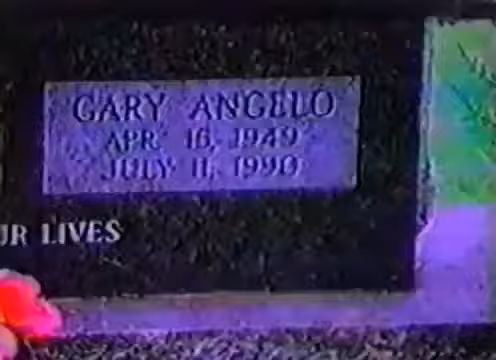 GARY ANGELO
APR 16, 1949
JULY 11, 1990
UR LIVES